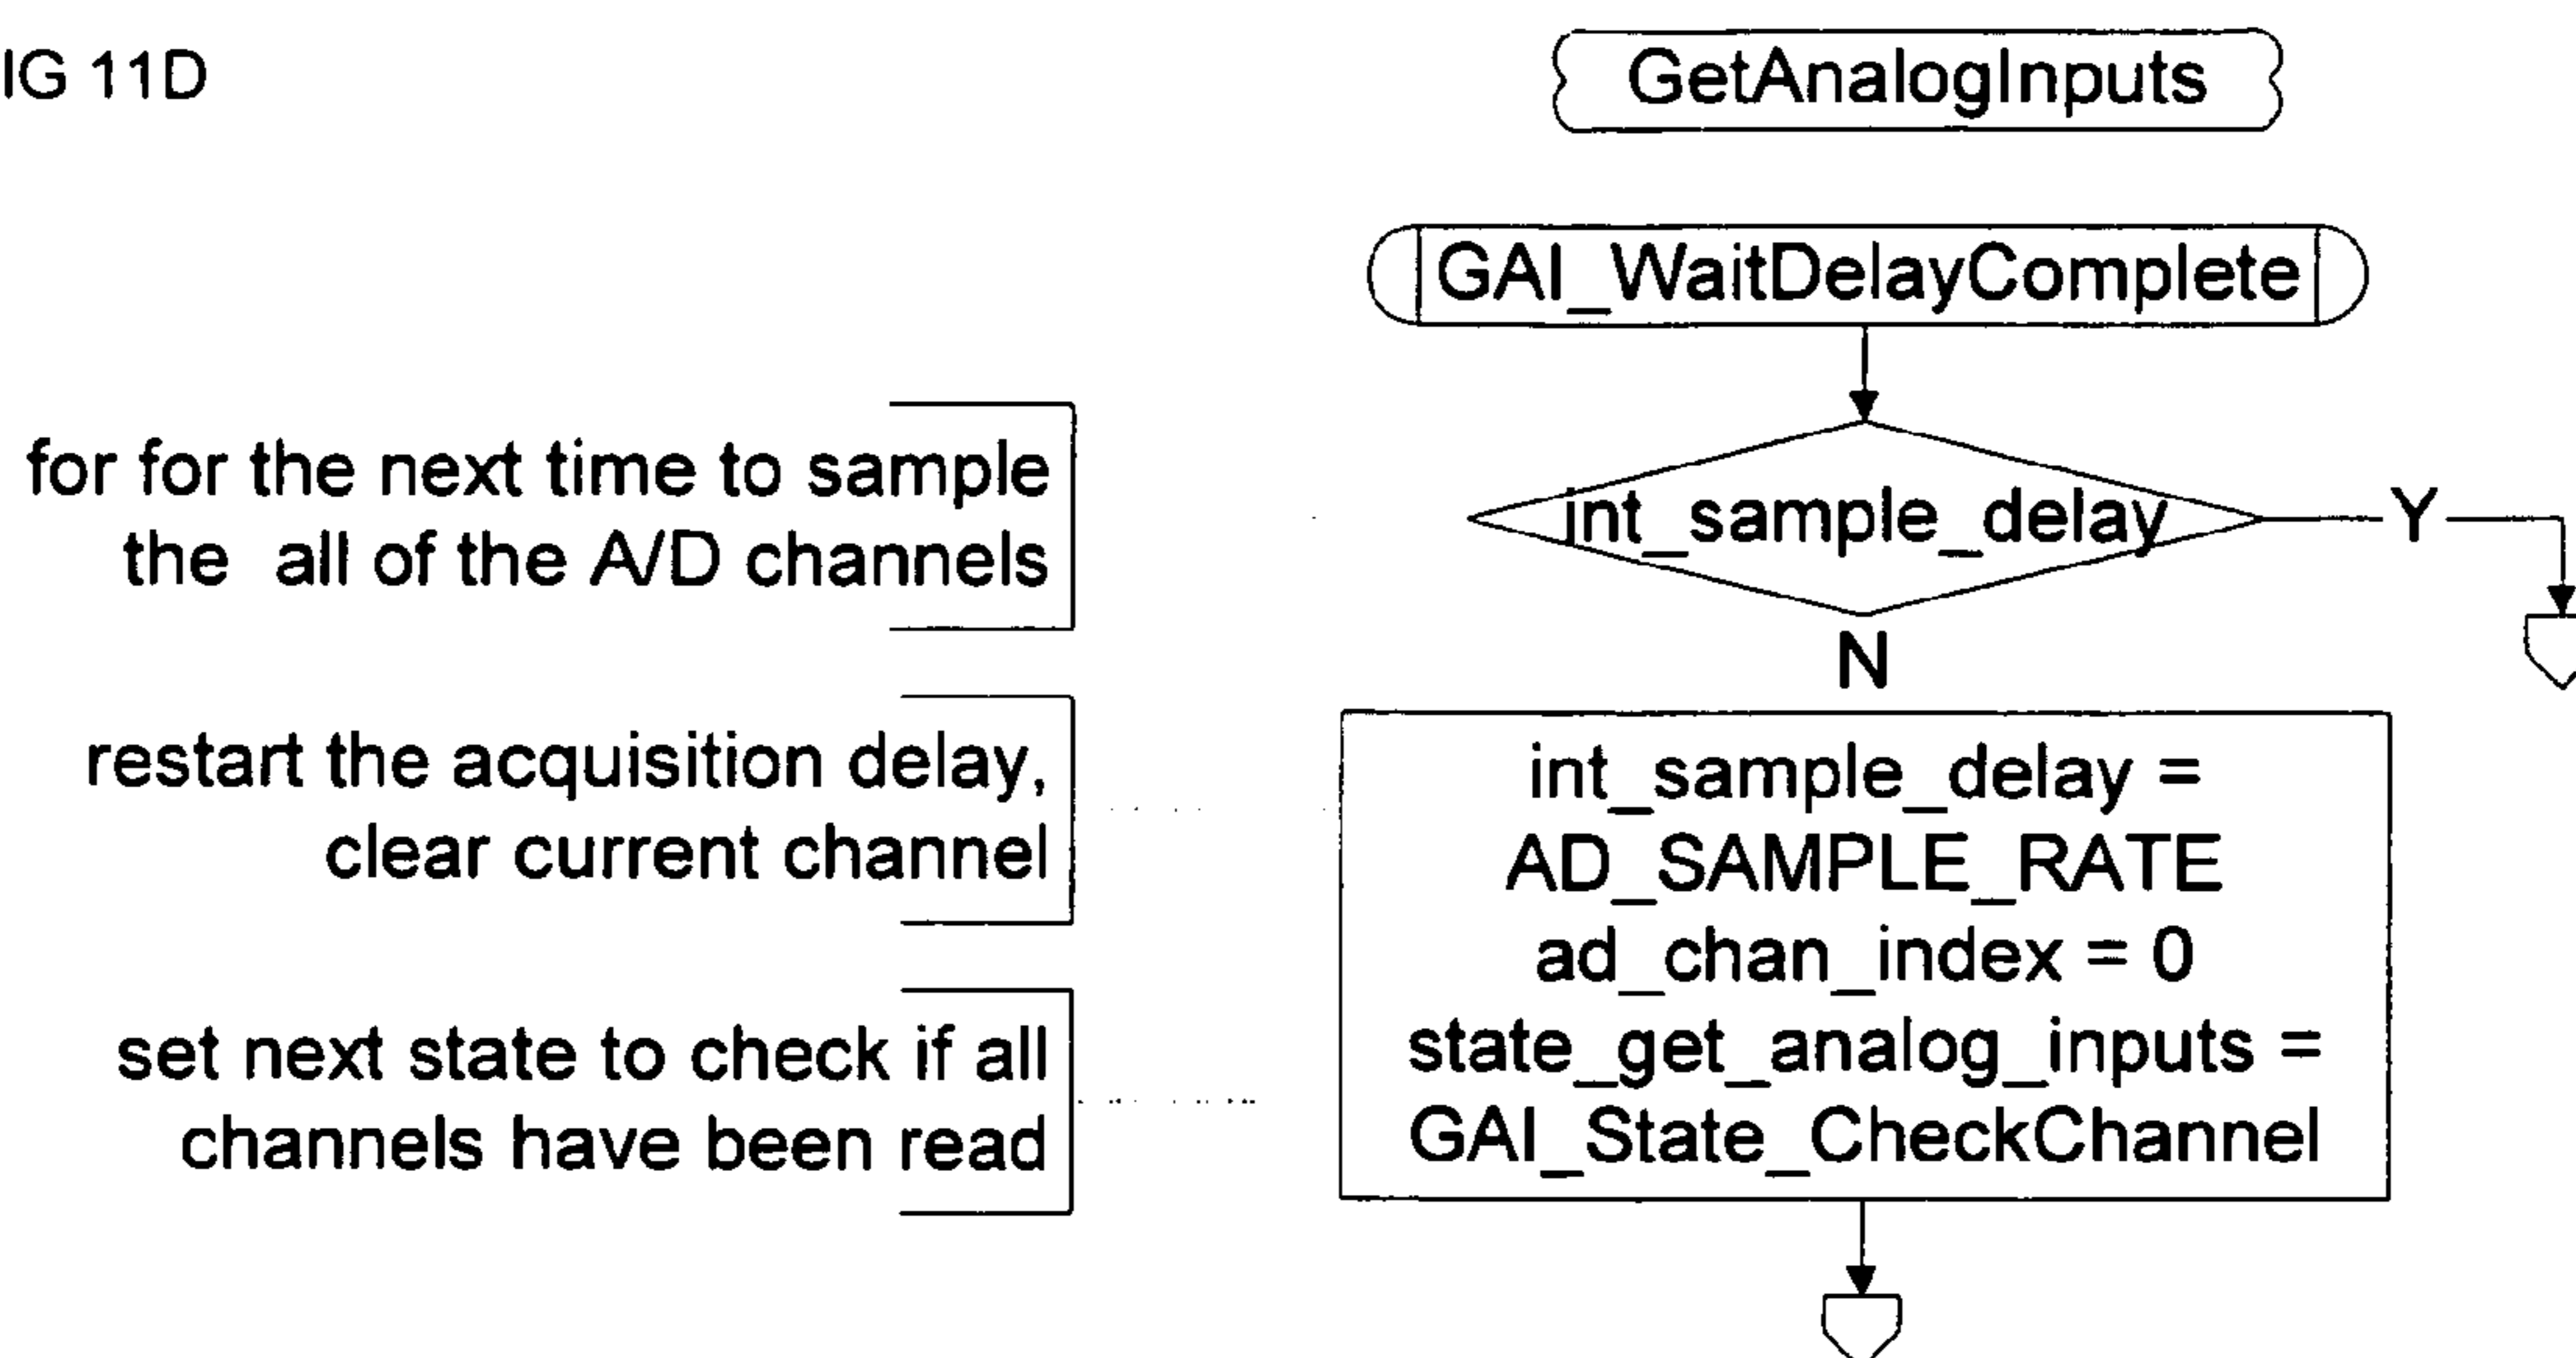 IG 11D
GetAnalogInputs
GAI_WaitDelayComplete
for for the next time to sample
the all of the A/D channels
int_sample_delay
Y
N
restart the acquisition delay,
clear current channel
int_sample_delay =
AD_SAMPLE_RATE
ad_chan_index = 0
set next state to check if all
channels have been read
state_get_analog_inputs =
GAI_State_CheckChannel